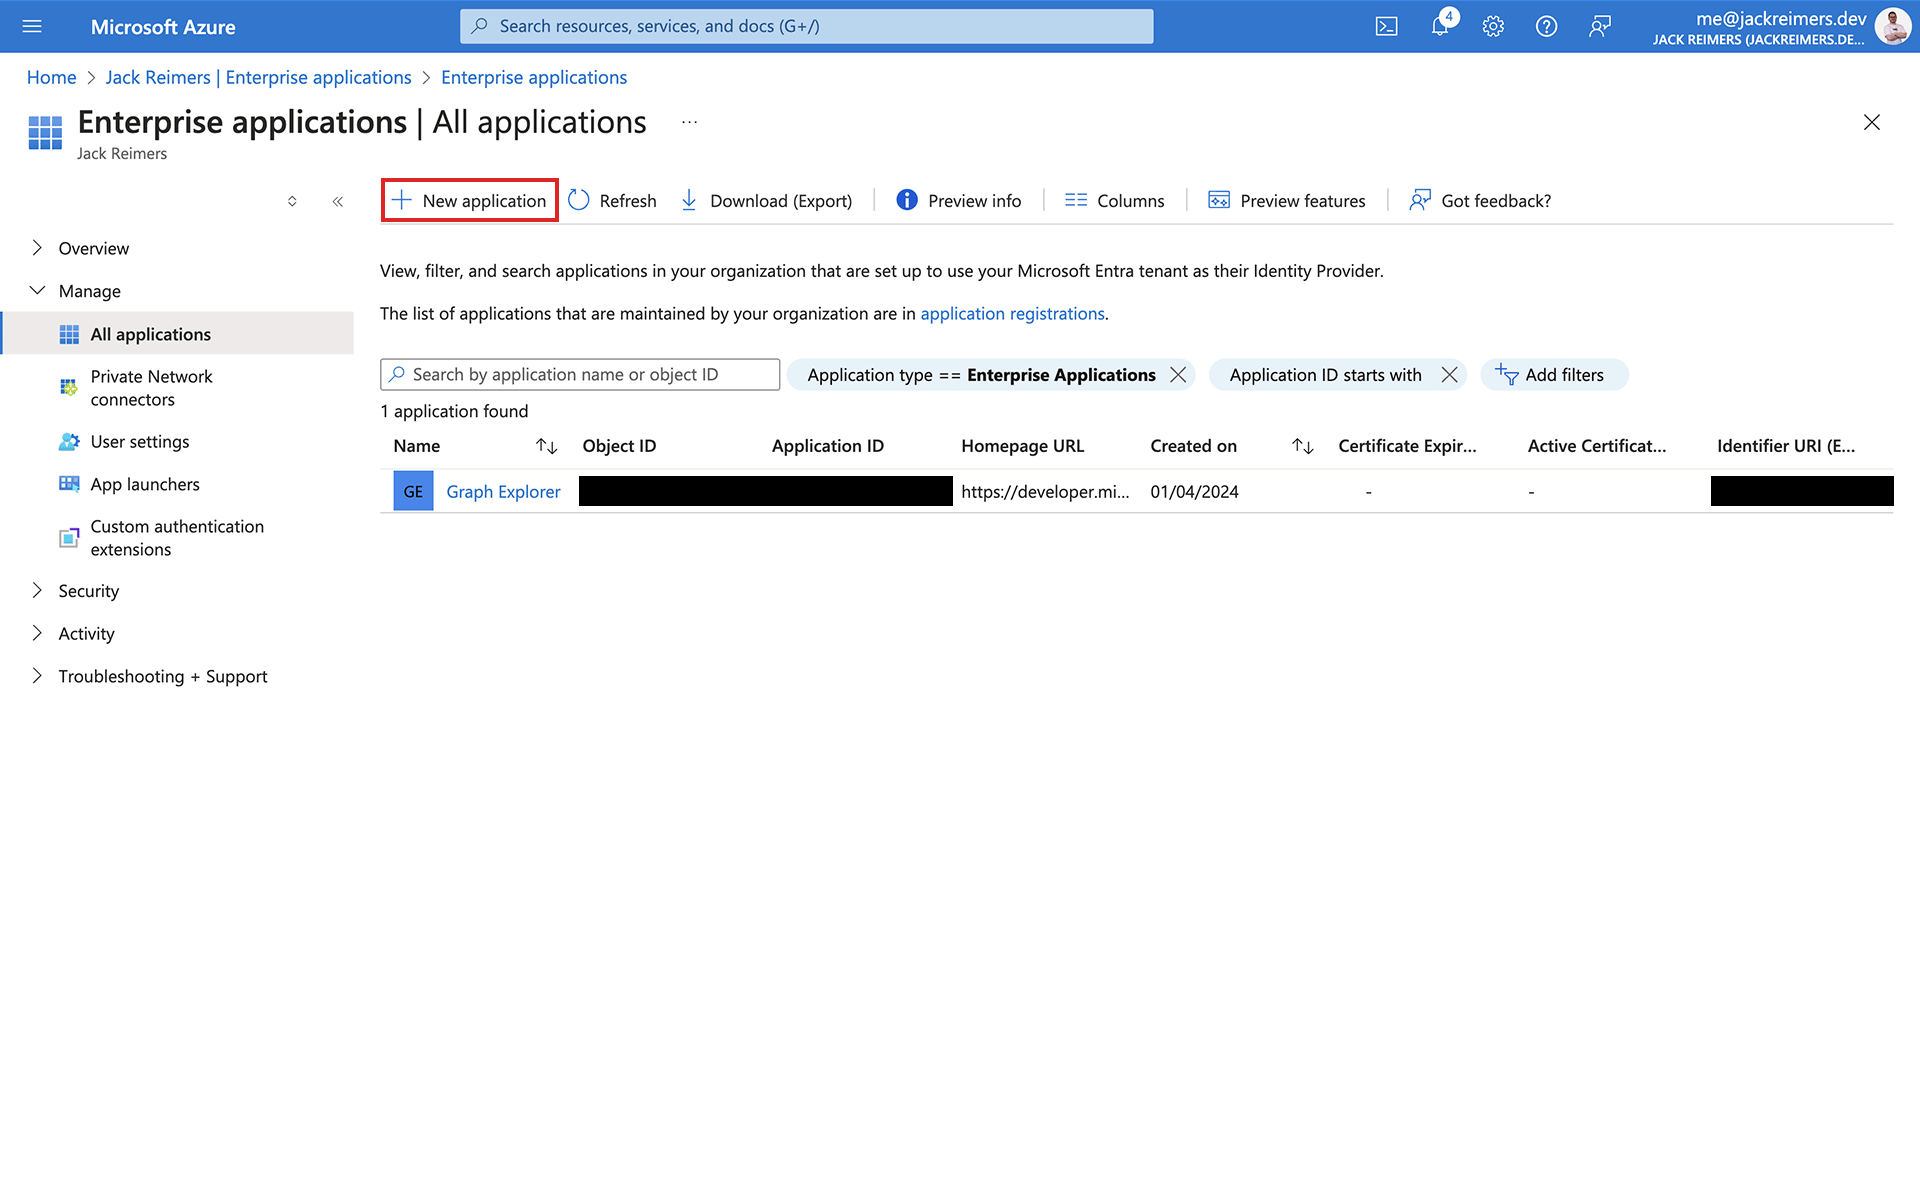 Microsoft Azure
Search resources, services, and docs (G+/)
4
me@jackreimers.dev
JACK REIMERS (JACKREIMERS.DE...
Home > Jack Reimers | Enterprise applications > Enterprise applications
Enterprise applications | All applications ...
Jack Reimers
New application
Refresh
Download (Export)
Preview info
Columns
Preview features
Got feedback?
Overview
Manage
All applications
Private Network
connectors
User settings
App launchers
Custom authentication
extensions
Security
Activity
Troubleshooting + Support
View, filter, and search applications in your organization that are set up to use your Microsoft Entra tenant as their Identity Provider.
The list of applications that are maintained by your organization are in application registrations.
Search by application name or object ID
Application type == Enterprise Applications
Application ID starts with
Add filters
1 application found
Name Object ID Application ID Homepage URL Created on Certificate Expir... Active Certificat... Identifier URI (E...
GE Graph Explorer https://developer.mi... 01/04/2024 - -